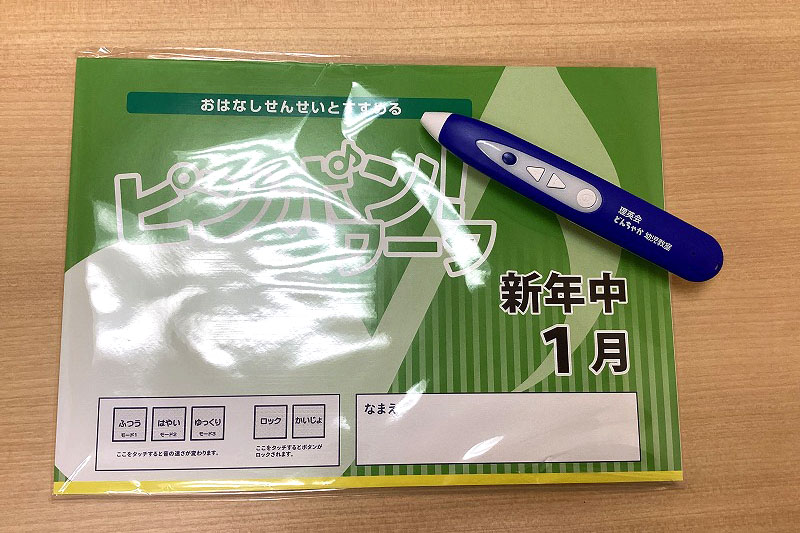 おはなしせんせいとすすめる
ピンポン!
ワーク
理英会
どんちゃか幼児教室
新年中
1月
ふつう はやい ゆっくり
モード1 モード2 モード3
ここをタッチすると音の速さが変わります。
ロック かいじょ
ここをタッチするとボタンが
ロックされます。
なまえ